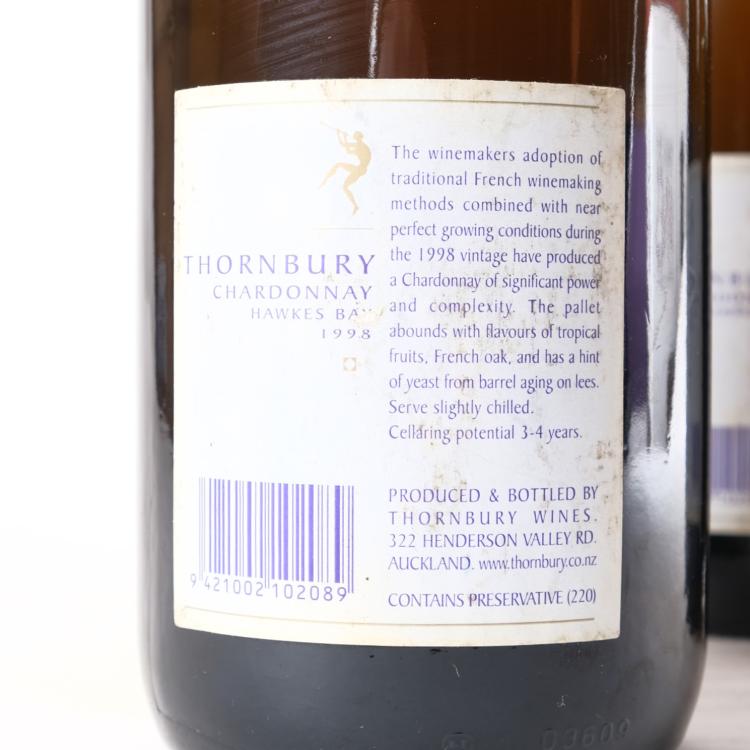 THORNBURY
CHARDONNAY
HAWKES BAY
1998
The winemakers adoption of
traditional French winemaking
methods combined with near
perfect growing conditions during
the 1998 vintage have produced
a Chardonnay of significant power
and complexity. The pallet
abounds with flavours of tropical
fruits, French oak, and has a hint
of yeast from barrel aging on lees.
Serve slightly chilled.
Cellaring potential 3-4 years.
PRODUCED & BOTTLED BY
THORNBURY WINES.
322 HENDERSON VALLEY RD.
AUCKLAND. www.thornbury.co.nz
CONTAINS PRESERVATIVE (220)
9 421002 102089
03609